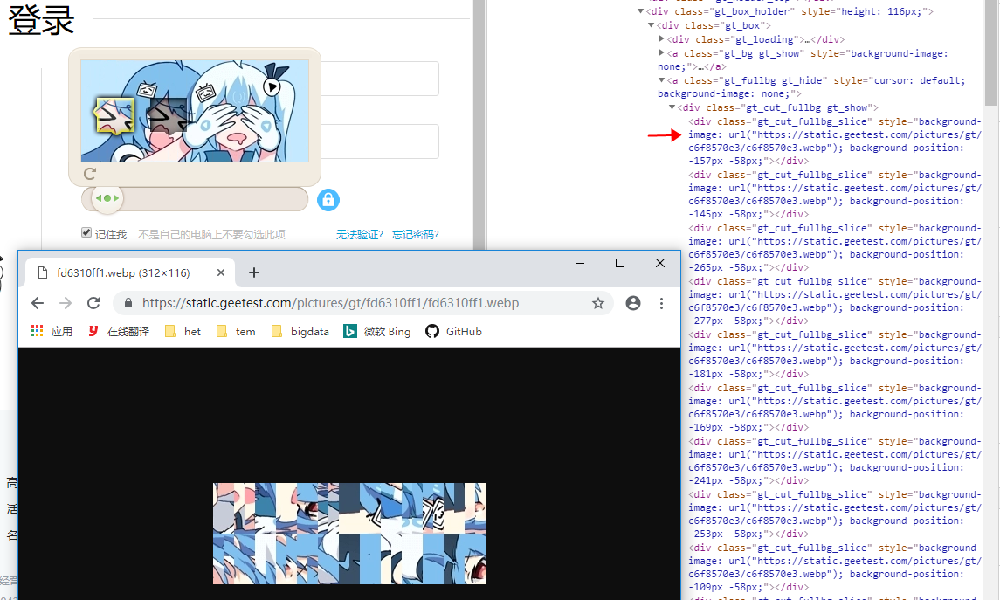 登录
记住我
不是自己的电脑上不要勾选此项
无法验证?
忘记密码?
fd6310ff1.webp (312×116)
https://static.geetest.com/pictures/gt/fd6310ff1/fd6310ff1.webp
应用
在线翻译
het
tem
bigdata
微软 Bing
GitHub
高
活
名
经营
<div class="gt_box_holder" style="height: 116px;">
<div class="gt_box">
<div class="gt_loading">…</div>
<a class="gt_bg gt_show" style="background-image:
none;">…</a>
<a class="gt_fullbg gt_hide" style="cursor: default;
background-image: none;">
<div class="gt_cut_fullbg gt_show">
<div class="gt_cut_fullbg_slice" style="background-
image: url("https://static.geetest.com/pictures/gt/
c6f8570e3/c6f8570e3.webp"); background-position:
-157px -58px;"></div>
<div class="gt_cut_fullbg_slice" style="background-
image: url("https://static.geetest.com/pictures/gt/
c6f8570e3/c6f8570e3.webp"); background-position:
-145px -58px;"></div>
<div class="gt_cut_fullbg_slice" style="background-
image: url("https://static.geetest.com/pictures/gt/
c6f8570e3/c6f8570e3.webp"); background-position:
-265px -58px;"></div>
<div class="gt_cut_fullbg_slice" style="background-
image: url("https://static.geetest.com/pictures/gt/
c6f8570e3/c6f8570e3.webp"); background-position:
-277px -58px;"></div>
<div class="gt_cut_fullbg_slice" style="background-
image: url("https://static.geetest.com/pictures/gt/
c6f8570e3/c6f8570e3.webp"); background-position:
-181px -58px;"></div>
<div class="gt_cut_fullbg_slice" style="background-
image: url("https://static.geetest.com/pictures/gt/
c6f8570e3/c6f8570e3.webp"); background-position:
-169px -58px;"></div>
<div class="gt_cut_fullbg_slice" style="background-
image: url("https://static.geetest.com/pictures/gt/
c6f8570e3/c6f8570e3.webp"); background-position:
-241px -58px;"></div>
<div class="gt_cut_fullbg_slice" style="background-
image: url("https://static.geetest.com/pictures/gt/
c6f8570e3/c6f8570e3.webp"); background-position:
-253px -58px;"></div>
<div class="gt_cut_fullbg_slice" style="background-
image: url("https://static.geetest.com/pictures/gt/
c6f8570e3/c6f8570e3.webp"); background-position:
-109px -58px;"></div>